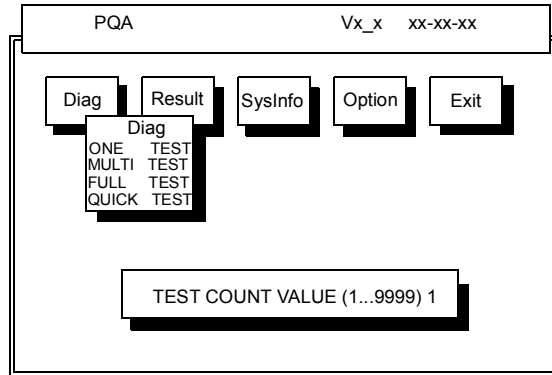 PQA Vx_x xx-xx-xx
Diag Result SysInfo Option Exit
Diag
ONE TEST
MULTI TEST
FULL TEST
QUICK TEST
TEST COUNT VALUE (1...9999) 1